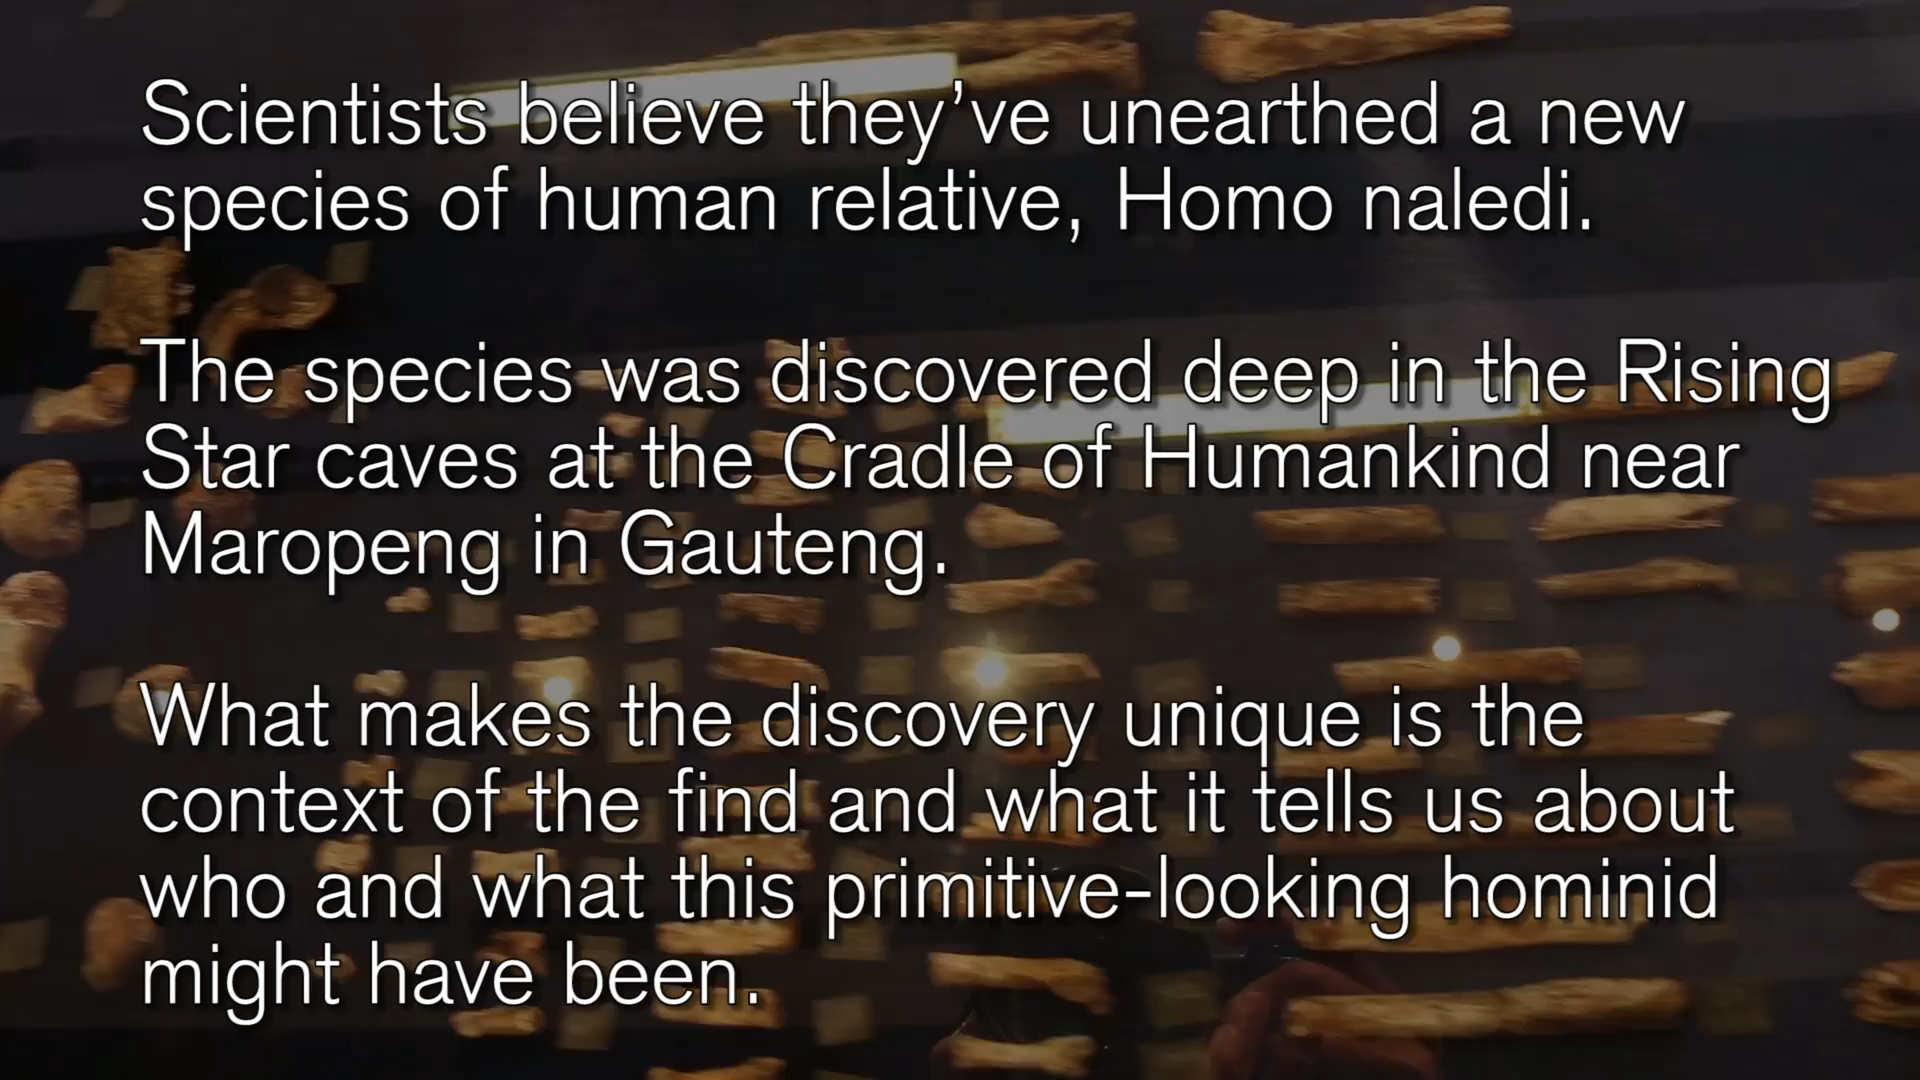 Scientists believe they’ve unearthed a new
species of human relative, Homo naledi.
The species was discovered deep in the Rising
Star caves at the Cradle of Humankind near
Maropeng in Gauteng.
What makes the discovery unique is the
context of the find and what it tells us about
who and what this primitive-looking hominid
might have been.